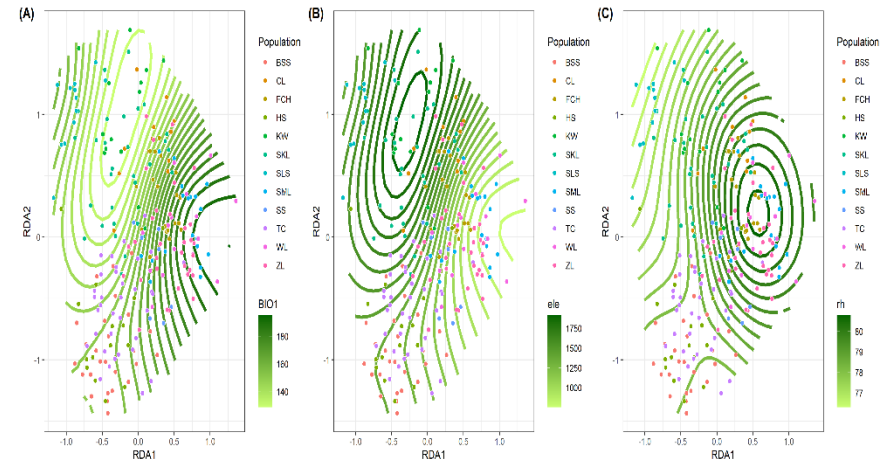 (A)
RDA2
1
0
-1
-1.0
-0.5
0.0
0.5
1.0
RDA1
Population
BSS
CL
FCH
HS
KW
SKL
SLS
SML
SS
TC
WL
ZL
BIO1
180
160
140
(B)
RDA2
1
0
-1
-1.0
-0.5
0.0
0.5
1.0
RDA1
Population
BSS
CL
FCH
HS
KW
SKL
SLS
SML
SS
TC
WL
ZL
ele
1750
1500
1250
1000
(C)
RDA2
1
0
-1
-1.0
-0.5
0.0
0.5
1.0
RDA1
Population
BSS
CL
FCH
HS
KW
SKL
SLS
SML
SS
TC
WL
ZL
rh
80
79
78
77